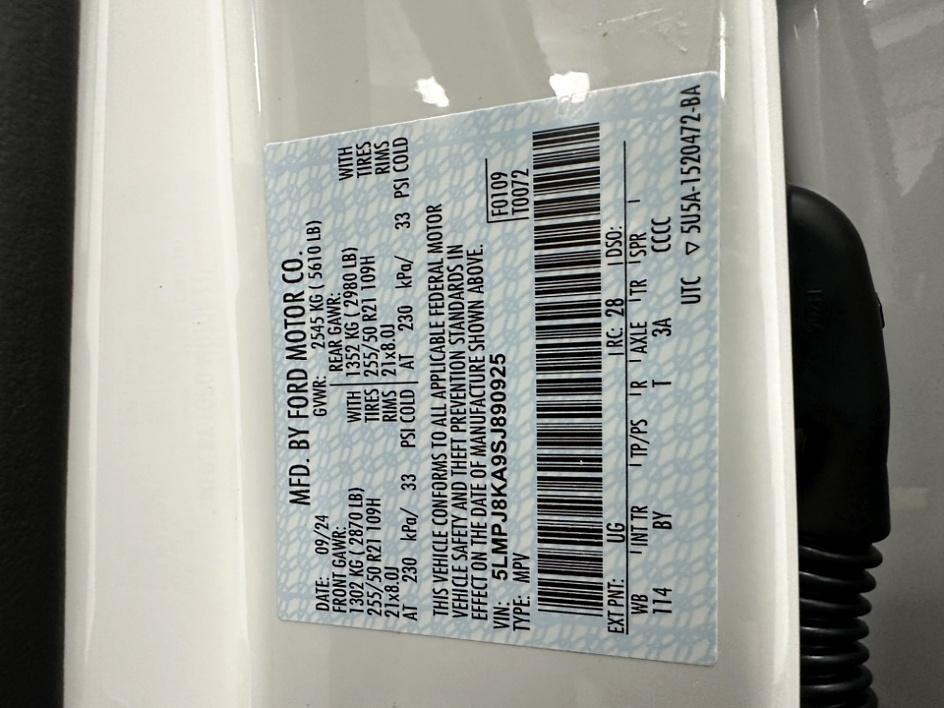 MFD. BY FORD MOTOR CO.
DATE: 09/24 GVWR: 2545 KG ( 5610 LB)
FRONT GAWR: REAR GAWR:
1302 KG ( 2870 LB) WITH 1352 KG ( 2980 LB) WITH
255/50 R21 109H TIRES 255/50 R21 109H TIRES
21x8.0J RIMS 21x8.0J RIMS
AT 230 kPa/ 33 PSI COLD AT 230 kPa/ 33 PSI COLD
THIS VEHICLE CONFORMS TO ALL APPLICABLE FEDERAL MOTOR
VEHICLE SAFETY AND THEFT PREVENTION STANDARDS IN
EFFECT ON THE DATE OF MANUFACTURE SHOWN ABOVE.
VIN: 5LMPJ8KA9SJ890925 F0109
TYPE: MPV T0072
EXT PNT: UG RC: 28 DSO:
WB INT TR TP/PS R AXLE TR SPR
114 BY T 3A CCCC
UTC ▽ 5U5A-1520472-BA